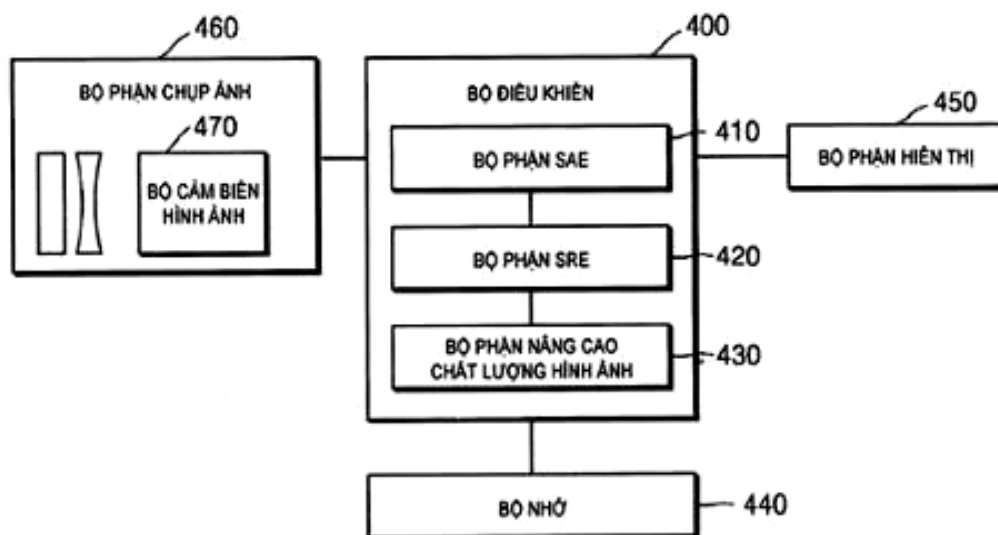 460
BỘ PHẬN CHỤP ẢNH
470
BỘ CẢM BIẾN
HÌNH ẢNH
400
BỘ ĐIỀU KHIỂN
410
BỘ PHẬN SAE
420
BỘ PHẬN SRE
430
BỘ PHẬN NÂNG CAO
CHẤT LƯỢNG HÌNH ẢNH
450
BỘ PHẬN HIỂN THỊ
440
BỘ NHỚ